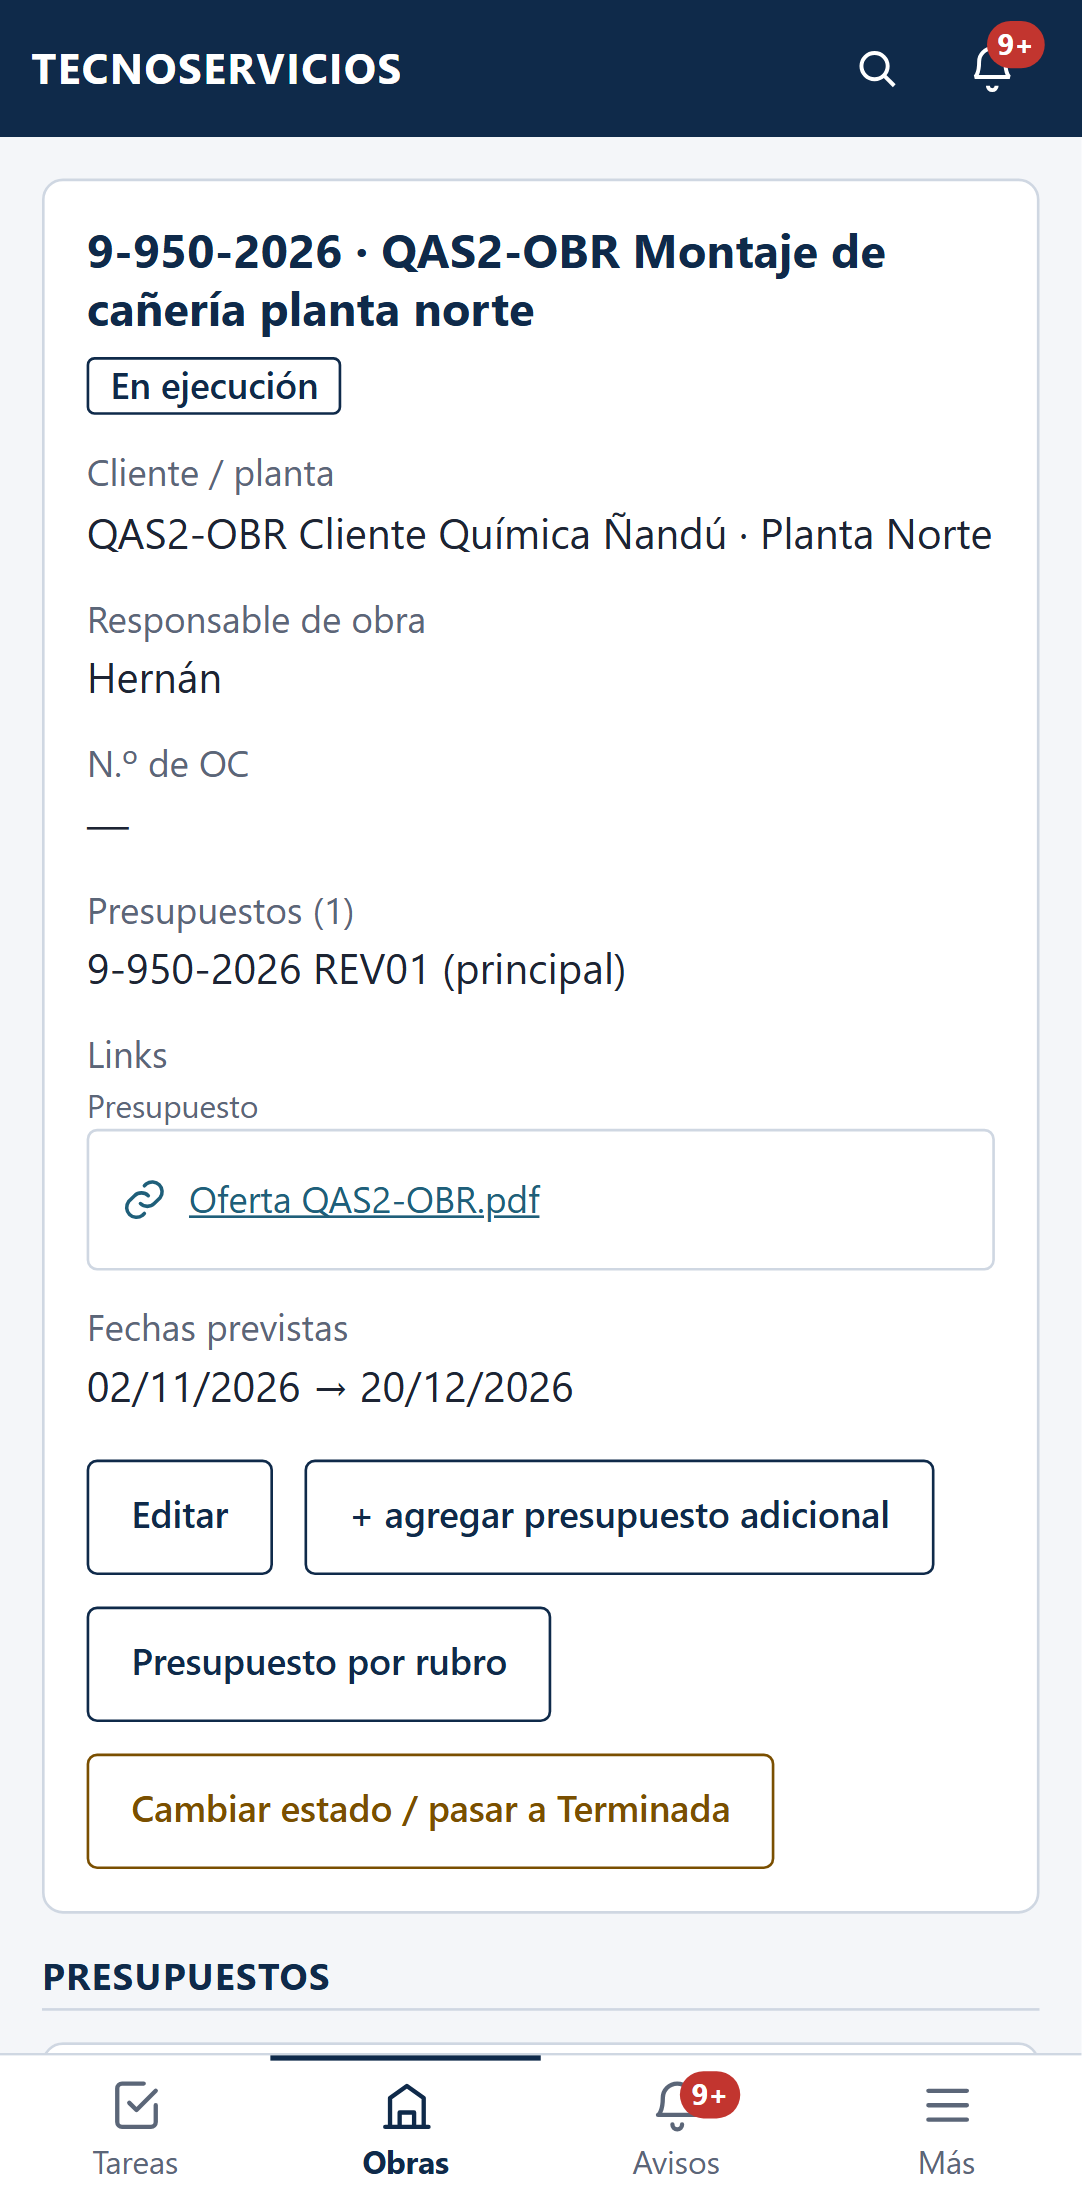 TECNOSERVICIOS
9+
9-950-2026 · QAS2-OBR Montaje de
cañería planta norte
En ejecución
Cliente / planta
QAS2-OBR Cliente Química Ñandú · Planta Norte
Responsable de obra
Hernán
N.º de OC
—
Presupuestos (1)
9-950-2026 REV01 (principal)
Links
Presupuesto
Oferta QAS2-OBR.pdf
Fechas previstas
02/11/2026 → 20/12/2026
Editar
+ agregar presupuesto adicional
Presupuesto por rubro
Cambiar estado / pasar a Terminada
PRESUPUESTOS
9+
Tareas
Obras
Avisos
Más